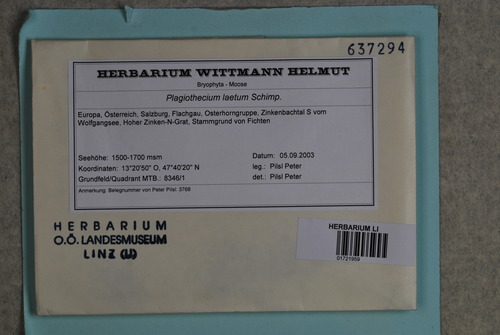 637294
HERBARIUM WITTMANN HELMUT
Bryophyta - Moose
Plagiothecium laetum Schimp.
Europa, Österreich, Salzburg, Flachgau, Osterhorngruppe, Zinkenbachtal S vom
Wolfgangsee, Hoher Zinken-N-Grat, Stammgrund von Fichten
Seehöhe: 1500-1700 msm Datum: 05.09.2003
Koordinaten: 13°20'50" O, 47°40'20" N leg.: Pilsl Peter
Grundfeld/Quadrant MTB.: 8346/1 det.: Pilsl Peter
Anmerkung: Belegnummer von Peter Pilsl: 3768
HERBARIUM
O.Ö. LANDESMUSEUM
LINZ (LI)
HERBARIUM LI
01721959